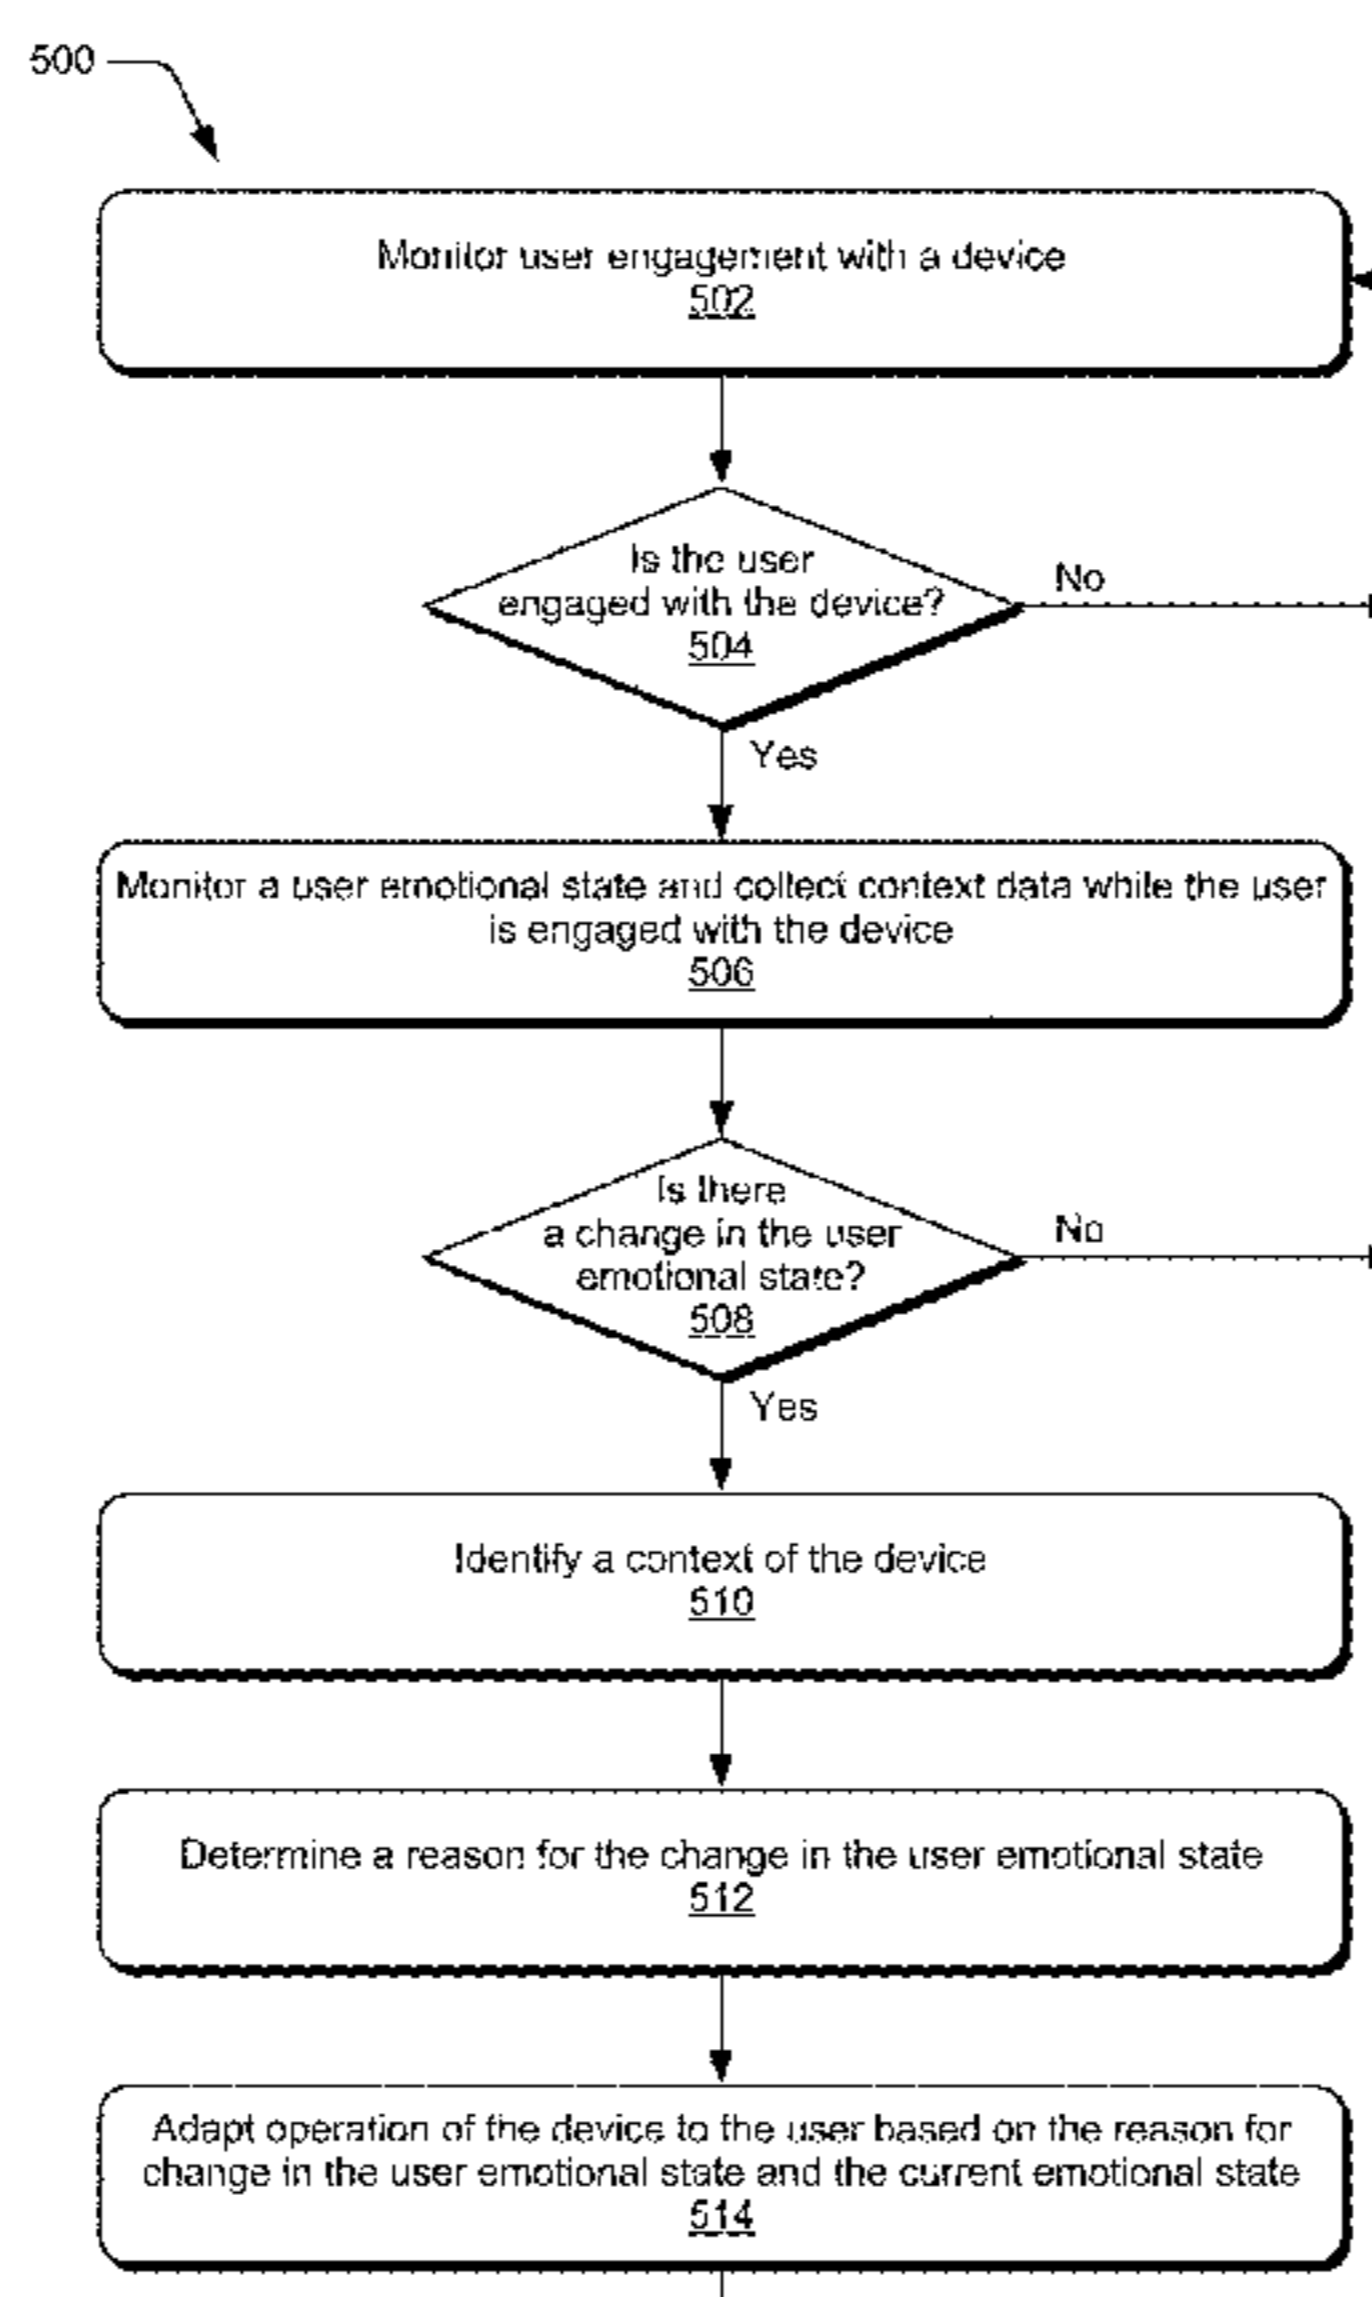 500
Monitor user engagement with a device
502
Is the user
engaged with the device?
504
No
Yes
Monitor a user emotional state and collect context data while the user
is engaged with the device
506
Is there
a change in the user
emotional state?
508
No
Yes
Identify a context of the device
510
Determine a reason for the change in the user emotional state
512
Adapt operation of the device to the user based on the reason for
change in the user emotional state and the current emotional state
514